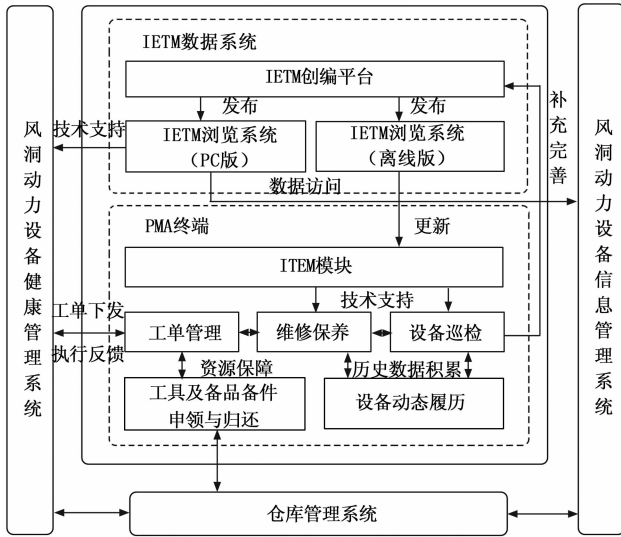 IETM数据系统
IETM创编平台
发布
发布
技术支持
IETM浏览系统
（PC版）
IETM浏览系统
（离线版）
补充完善
数据访问
风洞动力设备健康管理系统
风洞动力设备信息管理系统
PMA终端
更新
ITEM模块
技术支持
工单下发
执行反馈
工单管理
维修保养
设备巡检
资源保障
历史数据积累
工具及备品备件
申领与归还
设备动态履历
仓库管理系统